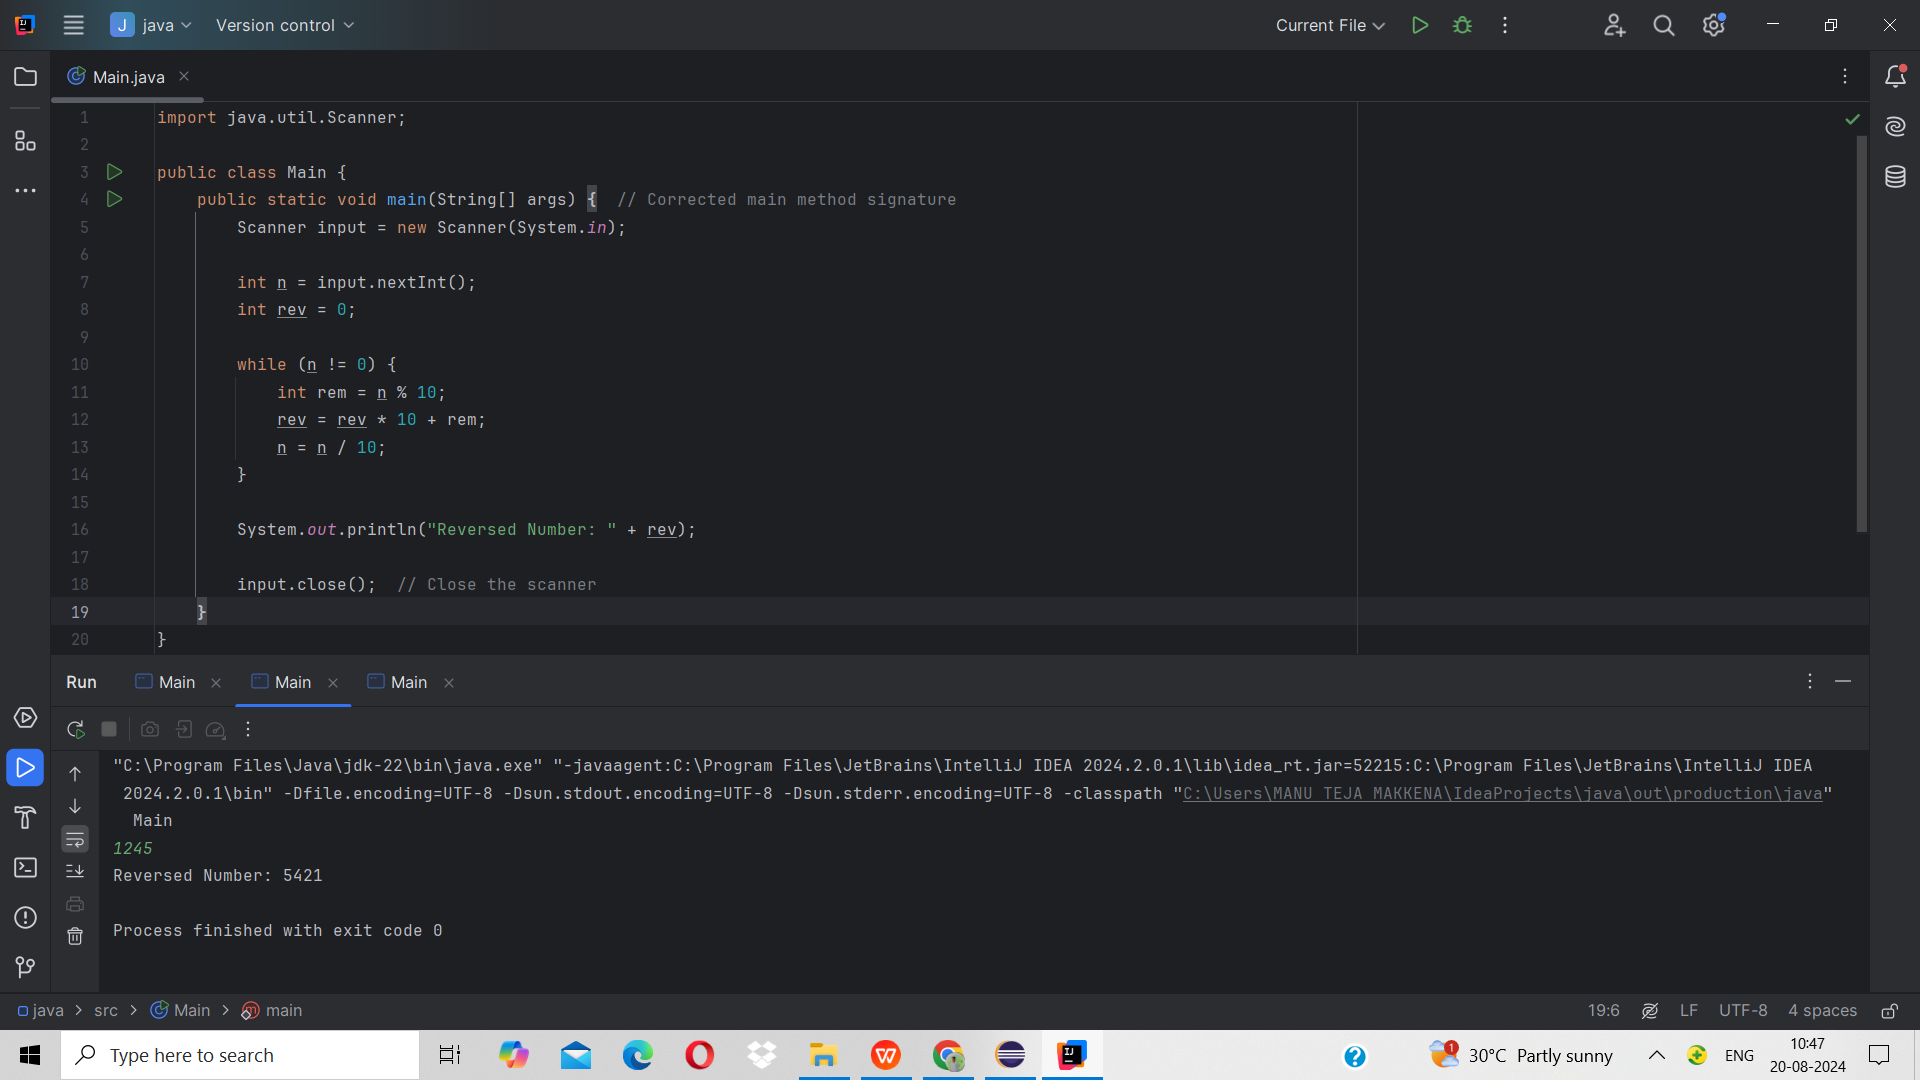 java Version control Current File
Main.java
1 import java.util.Scanner;
2
3 public class Main {
4 public static void main(String[] args) { // Corrected main method signature
5 Scanner input = new Scanner(System.in);
6
7 int n = input.nextInt();
8 int rev = 0;
9
10 while (n != 0) {
11 int rem = n % 10;
12 rev = rev * 10 + rem;
13 n = n / 10;
14 }
15
16 System.out.println("Reversed Number: " + rev);
17
18 input.close(); // Close the scanner
19 }
20 }
Run Main Main Main
"C:\Program Files\Java\jdk-22\bin\java.exe" "-javaagent:C:\Program Files\JetBrains\IntelliJ IDEA 2024.2.0.1\lib\idea_rt.jar=52215:C:\Program Files\JetBrains\IntelliJ IDEA
2024.2.0.1\bin" -Dfile.encoding=UTF-8 -Dsun.stdout.encoding=UTF-8 -Dsun.stderr.encoding=UTF-8 -classpath "C:\Users\MANU TEJA MAKKENA\IdeaProjects\java\out\production\java"
Main
1245
Reversed Number: 5421
Process finished with exit code 0
java > src > Main > main 19:6 LF UTF-8 4 spaces
Type here to search 1 30°C Partly sunny ENG 10:47
20-08-2024